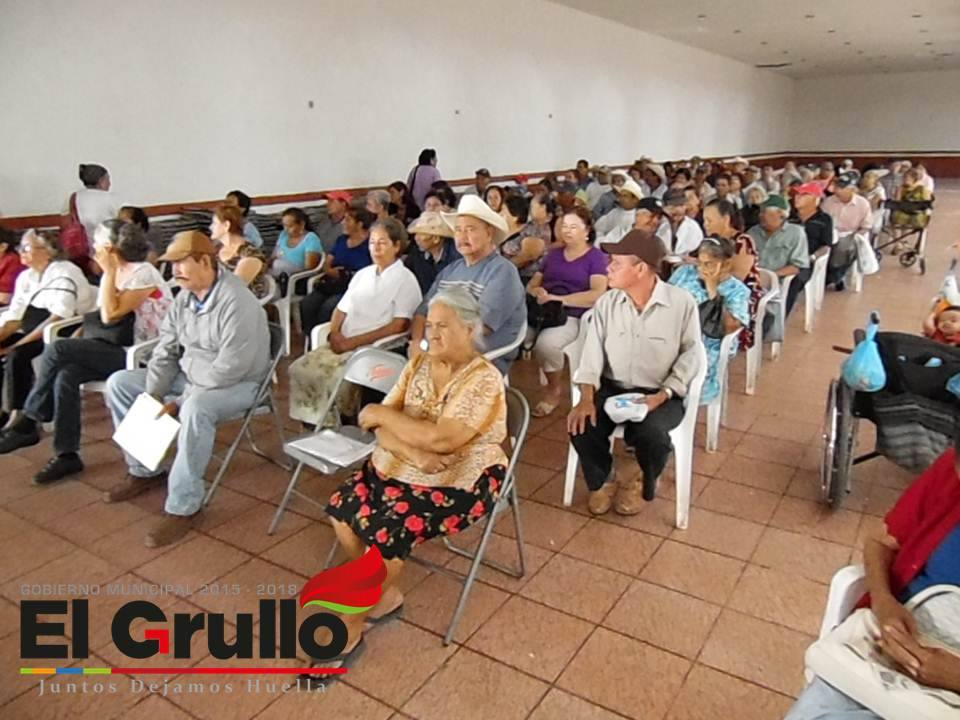 GOBIERNO MUNICIPAL 2015 - 2018
El Grullo
Juntos Dejamos Huella